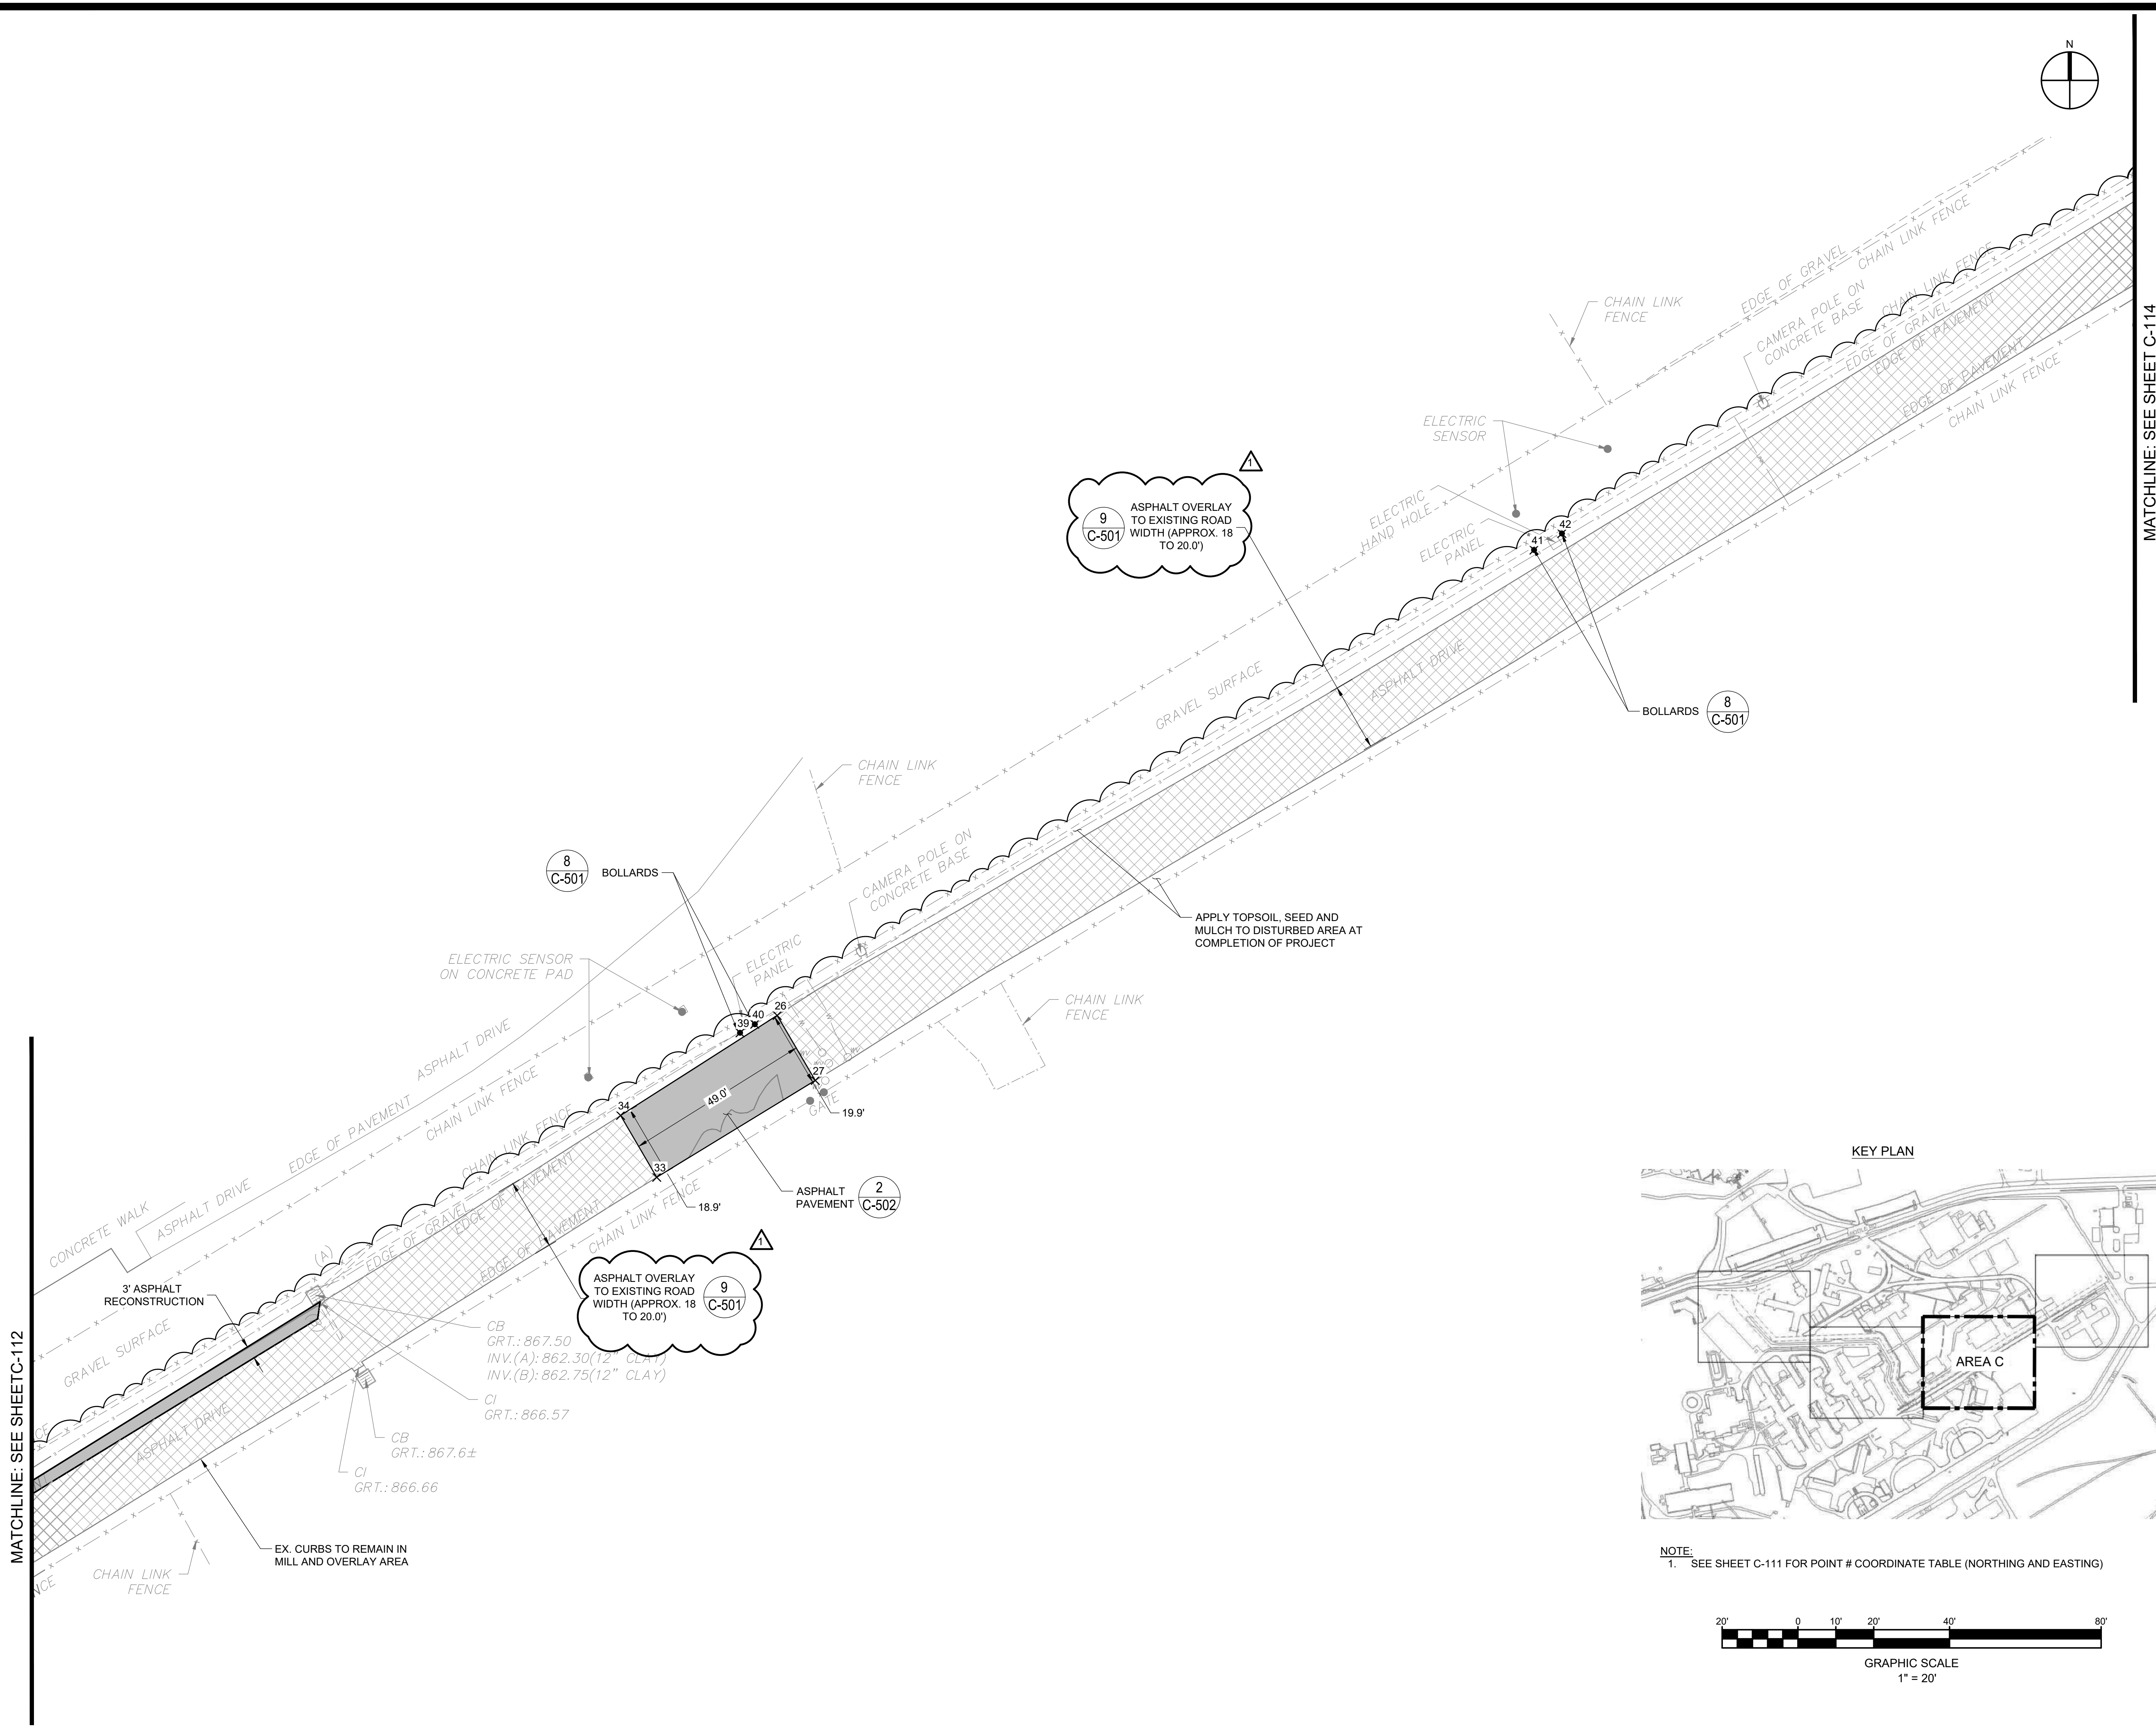 N
MATCHLINE: SEE SHEET C-114
EDGE OF GRAVEL
CHAIN LINK FENCE
CHAIN LINK
FENCE
CAMERA POLE ON
CONCRETE BASE
CHAIN LINK FENCE
EDGE OF GRAVEL
EDGE OF PAVEMENT
EDGE OF PAVEMENT
CHAIN LINK FENCE
ELECTRIC
SENSOR
1
9
C-501
ASPHALT OVERLAY
TO EXISTING ROAD
WIDTH (APPROX. 18
TO 20.0')
ELECTRIC
HAND HOLE
ELECTRIC
PANEL
41
42
BOLLARDS
8
C-501
ASPHALT DRIVE
GRAVEL SURFACE
CHAIN LINK
FENCE
8
C-501
BOLLARDS
CAMERA POLE ON
CONCRETE BASE
APPLY TOPSOIL, SEED AND
MULCH TO DISTURBED AREA AT
COMPLETION OF PROJECT
ELECTRIC SENSOR
ON CONCRETE PAD
ELECTRIC
PANEL
39
40
26
27
34
33
49.0'
19.9'
18.9'
GATE
CHAIN LINK
FENCE
ASPHALT
PAVEMENT
2
C-502
ASPHALT DRIVE
EDGE OF PAVEMENT
CHAIN LINK FENCE
CHAIN LINK FENCE
EDGE OF GRAVEL
EDGE OF PAVEMENT
EDGE OF PAVEMENT
CHAIN LINK FENCE
1
ASPHALT OVERLAY
TO EXISTING ROAD
WIDTH (APPROX. 18
TO 20.0')
9
C-501
CONCRETE WALK
ASPHALT DRIVE
(A)
3' ASPHALT
RECONSTRUCTION
GRAVEL SURFACE
CB
GRT.: 867.50
INV.(A): 862.30(12" CLAY)
INV.(B): 862.75(12" CLAY)
CI
GRT.: 866.57
CB
GRT.: 867.6±
CI
GRT.: 866.66
ASPHALT DRIVE
EX. CURBS TO REMAIN IN
MILL AND OVERLAY AREA
CHAIN LINK
FENCE
MATCHLINE: SEE SHEETC-112
KEY PLAN
AREA C
NOTE:
1. SEE SHEET C-111 FOR POINT # COORDINATE TABLE (NORTHING AND EASTING)
20' 0 10' 20' 40' 80'
GRAPHIC SCALE
1" = 20'